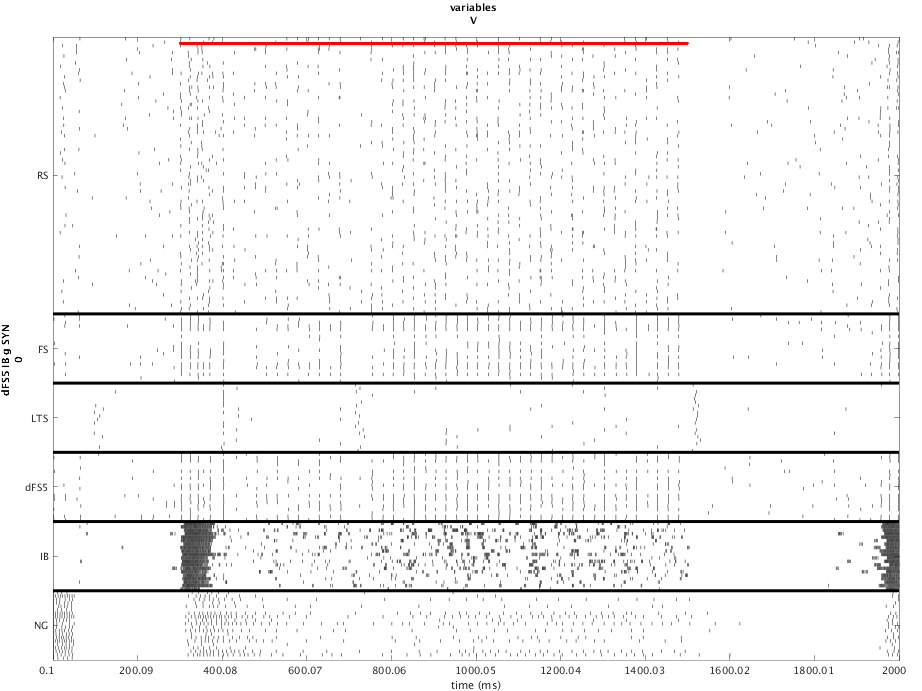 variables
V
dFS5 IB g SYN
0
RS
FS
LTS
dFS5
IB
NG
0.1 200.09 400.08 600.07 800.06 1000.05 1200.04 1400.03 1600.02 1800.01 2000
time (ms)